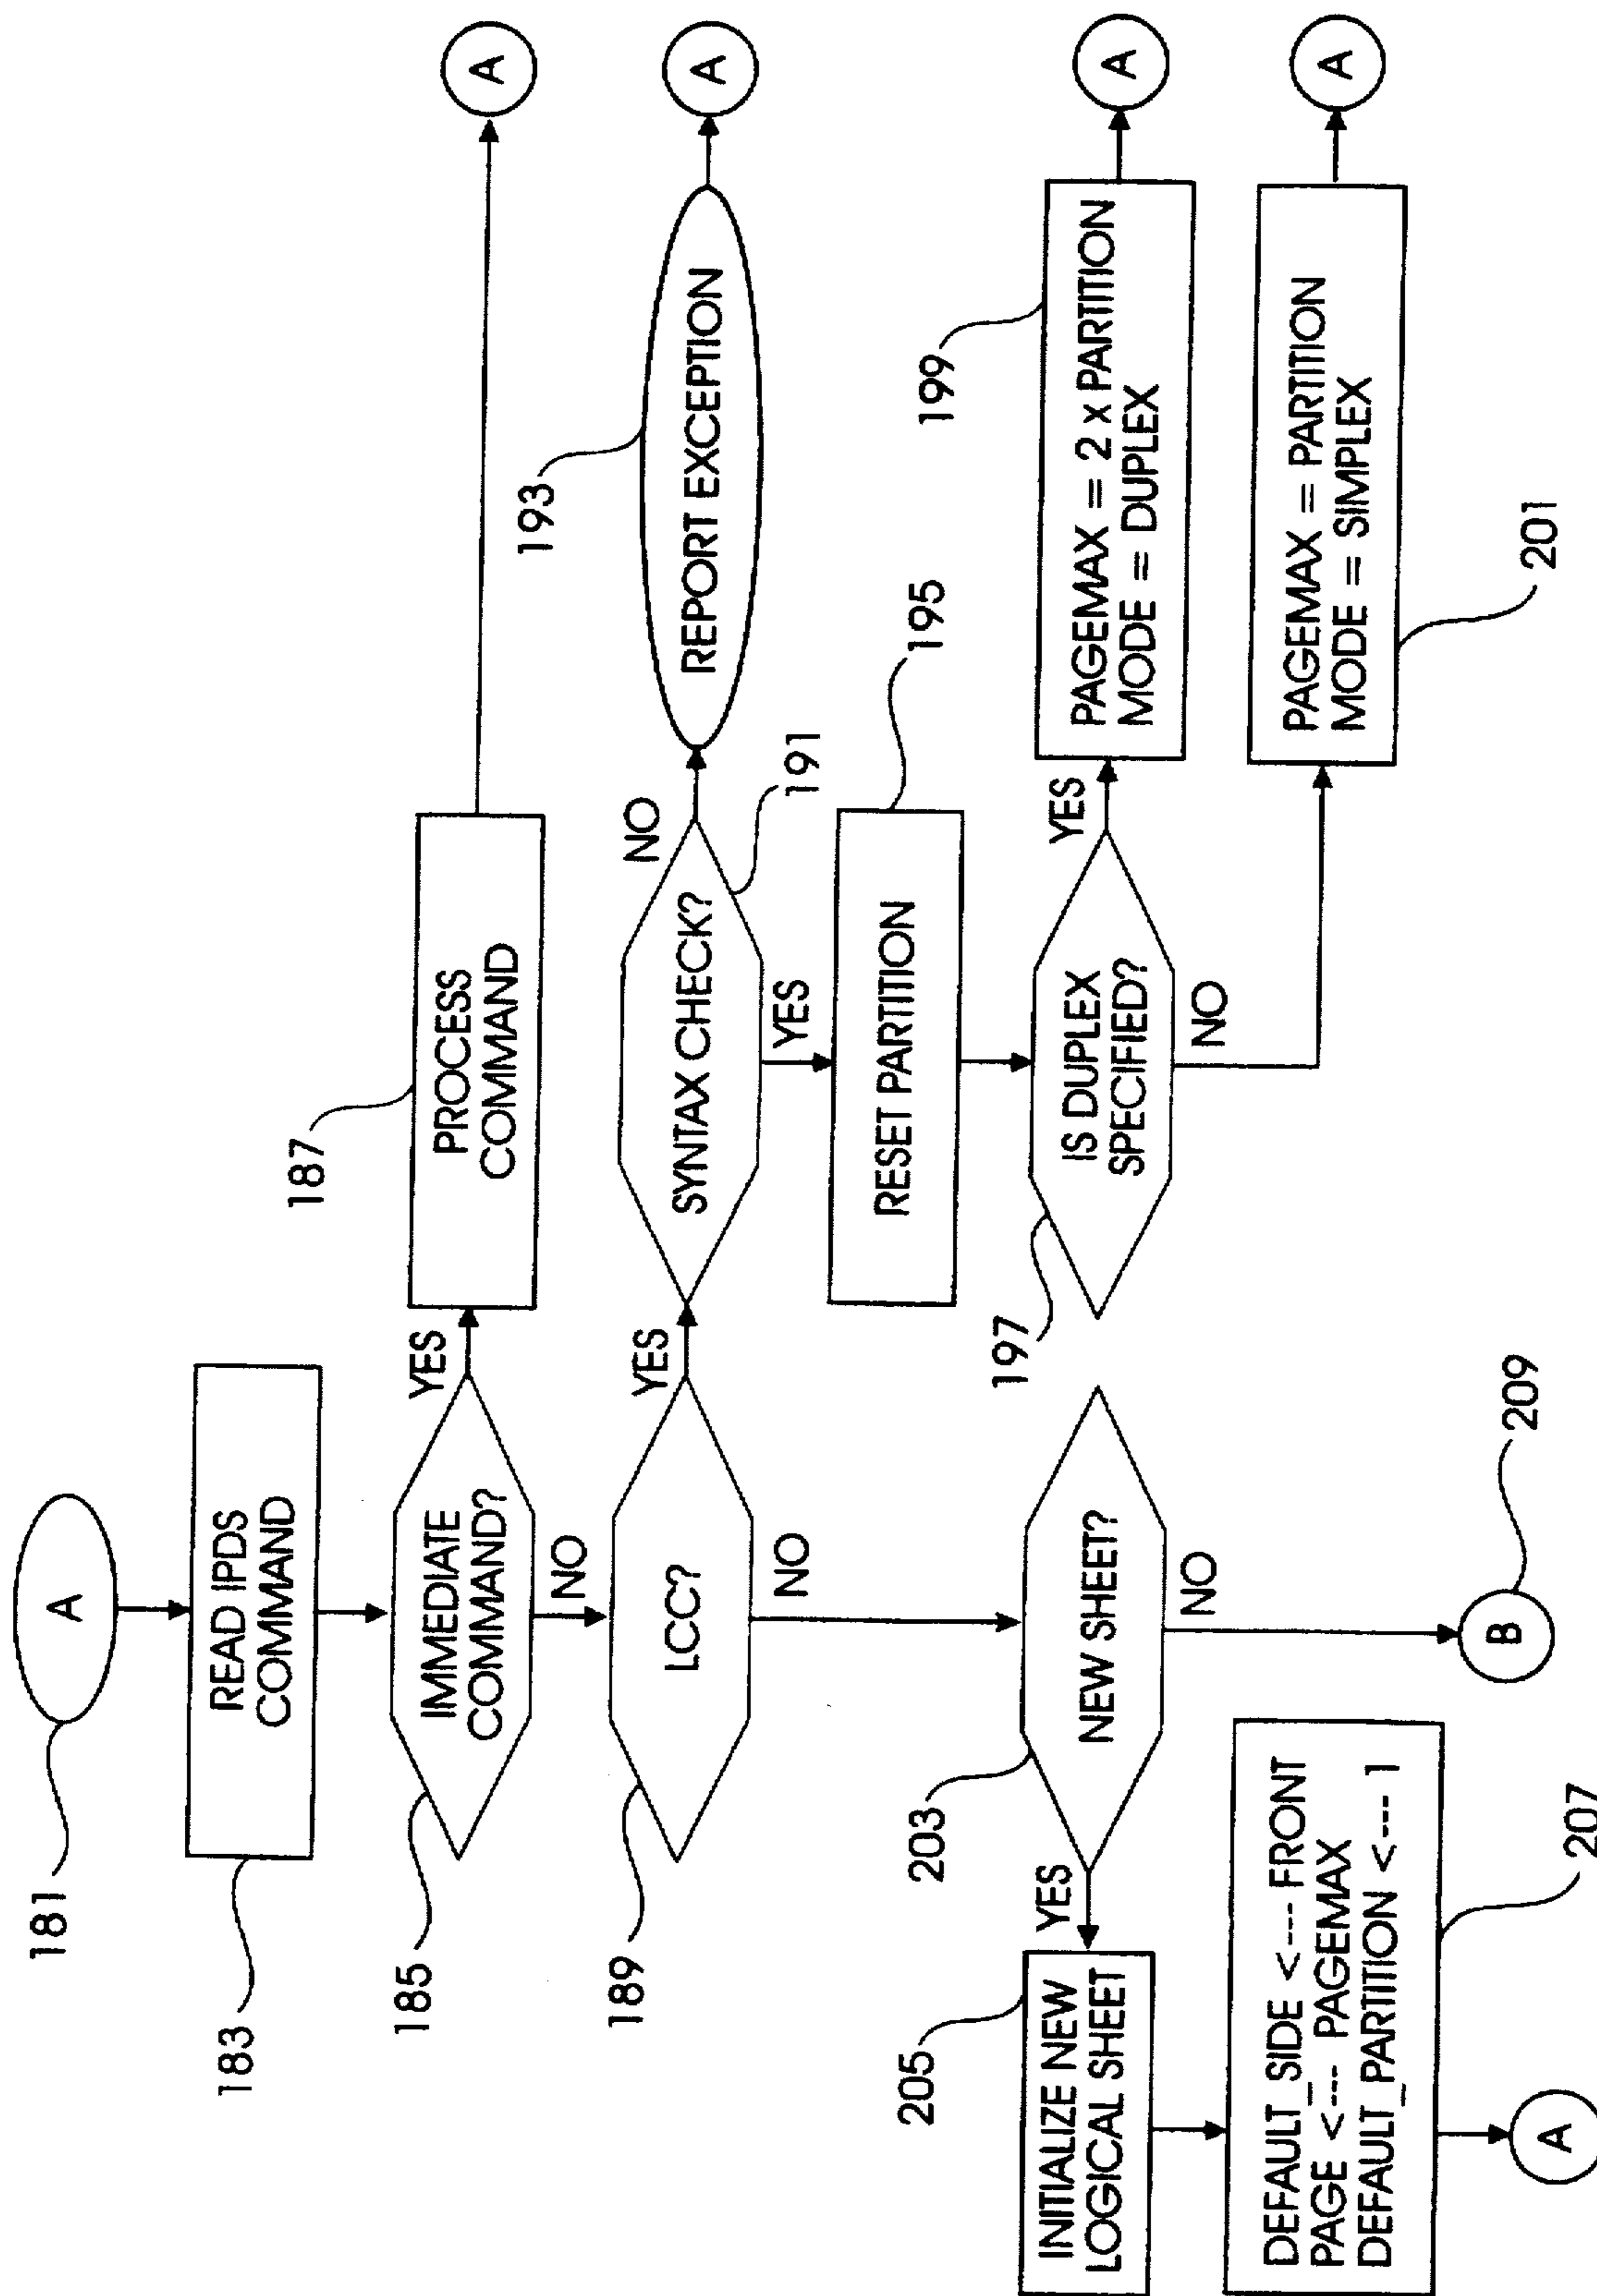 181
A
183
READ IPDS
COMMAND
185
IMMEDIATE
COMMAND?
YES
187
PROCESS
COMMAND
A
NO
189
LCC?
YES
SYNTAX CHECK?
191
NO
193
REPORT EXCEPTION
A
YES
195
RESET PARTITION
197
IS DUPLEX
SPECIFIED?
YES
199
PAGEMAX = 2 x PARTITION
MODE = DUPLEX
A
NO
PAGEMAX = PARTITION
MODE = SIMPLEX
201
A
NO
203
NEW SHEET?
YES
205
INITIALIZE NEW
LOGICAL SHEET
NO
B
209
DEFAULT_SIDE <--- FRONT
PAGE <--- PAGEMAX
DEFAULT_PARTITION <--- 1
207
A